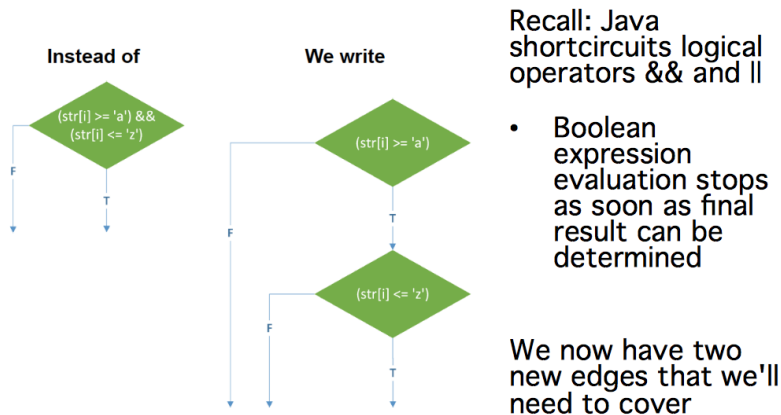 Instead of
(str[i] >= 'a') &&
(str[i] <= 'z')
F
T
We write
(str[i] >= 'a')
T
F
(str[i] <= 'z')
F
T
Recall: Java
shortcircuits logical
operators && and ||
• Boolean
expression
evaluation stops
as soon as final
result can be
determined
We now have two
new edges that we'll
need to cover